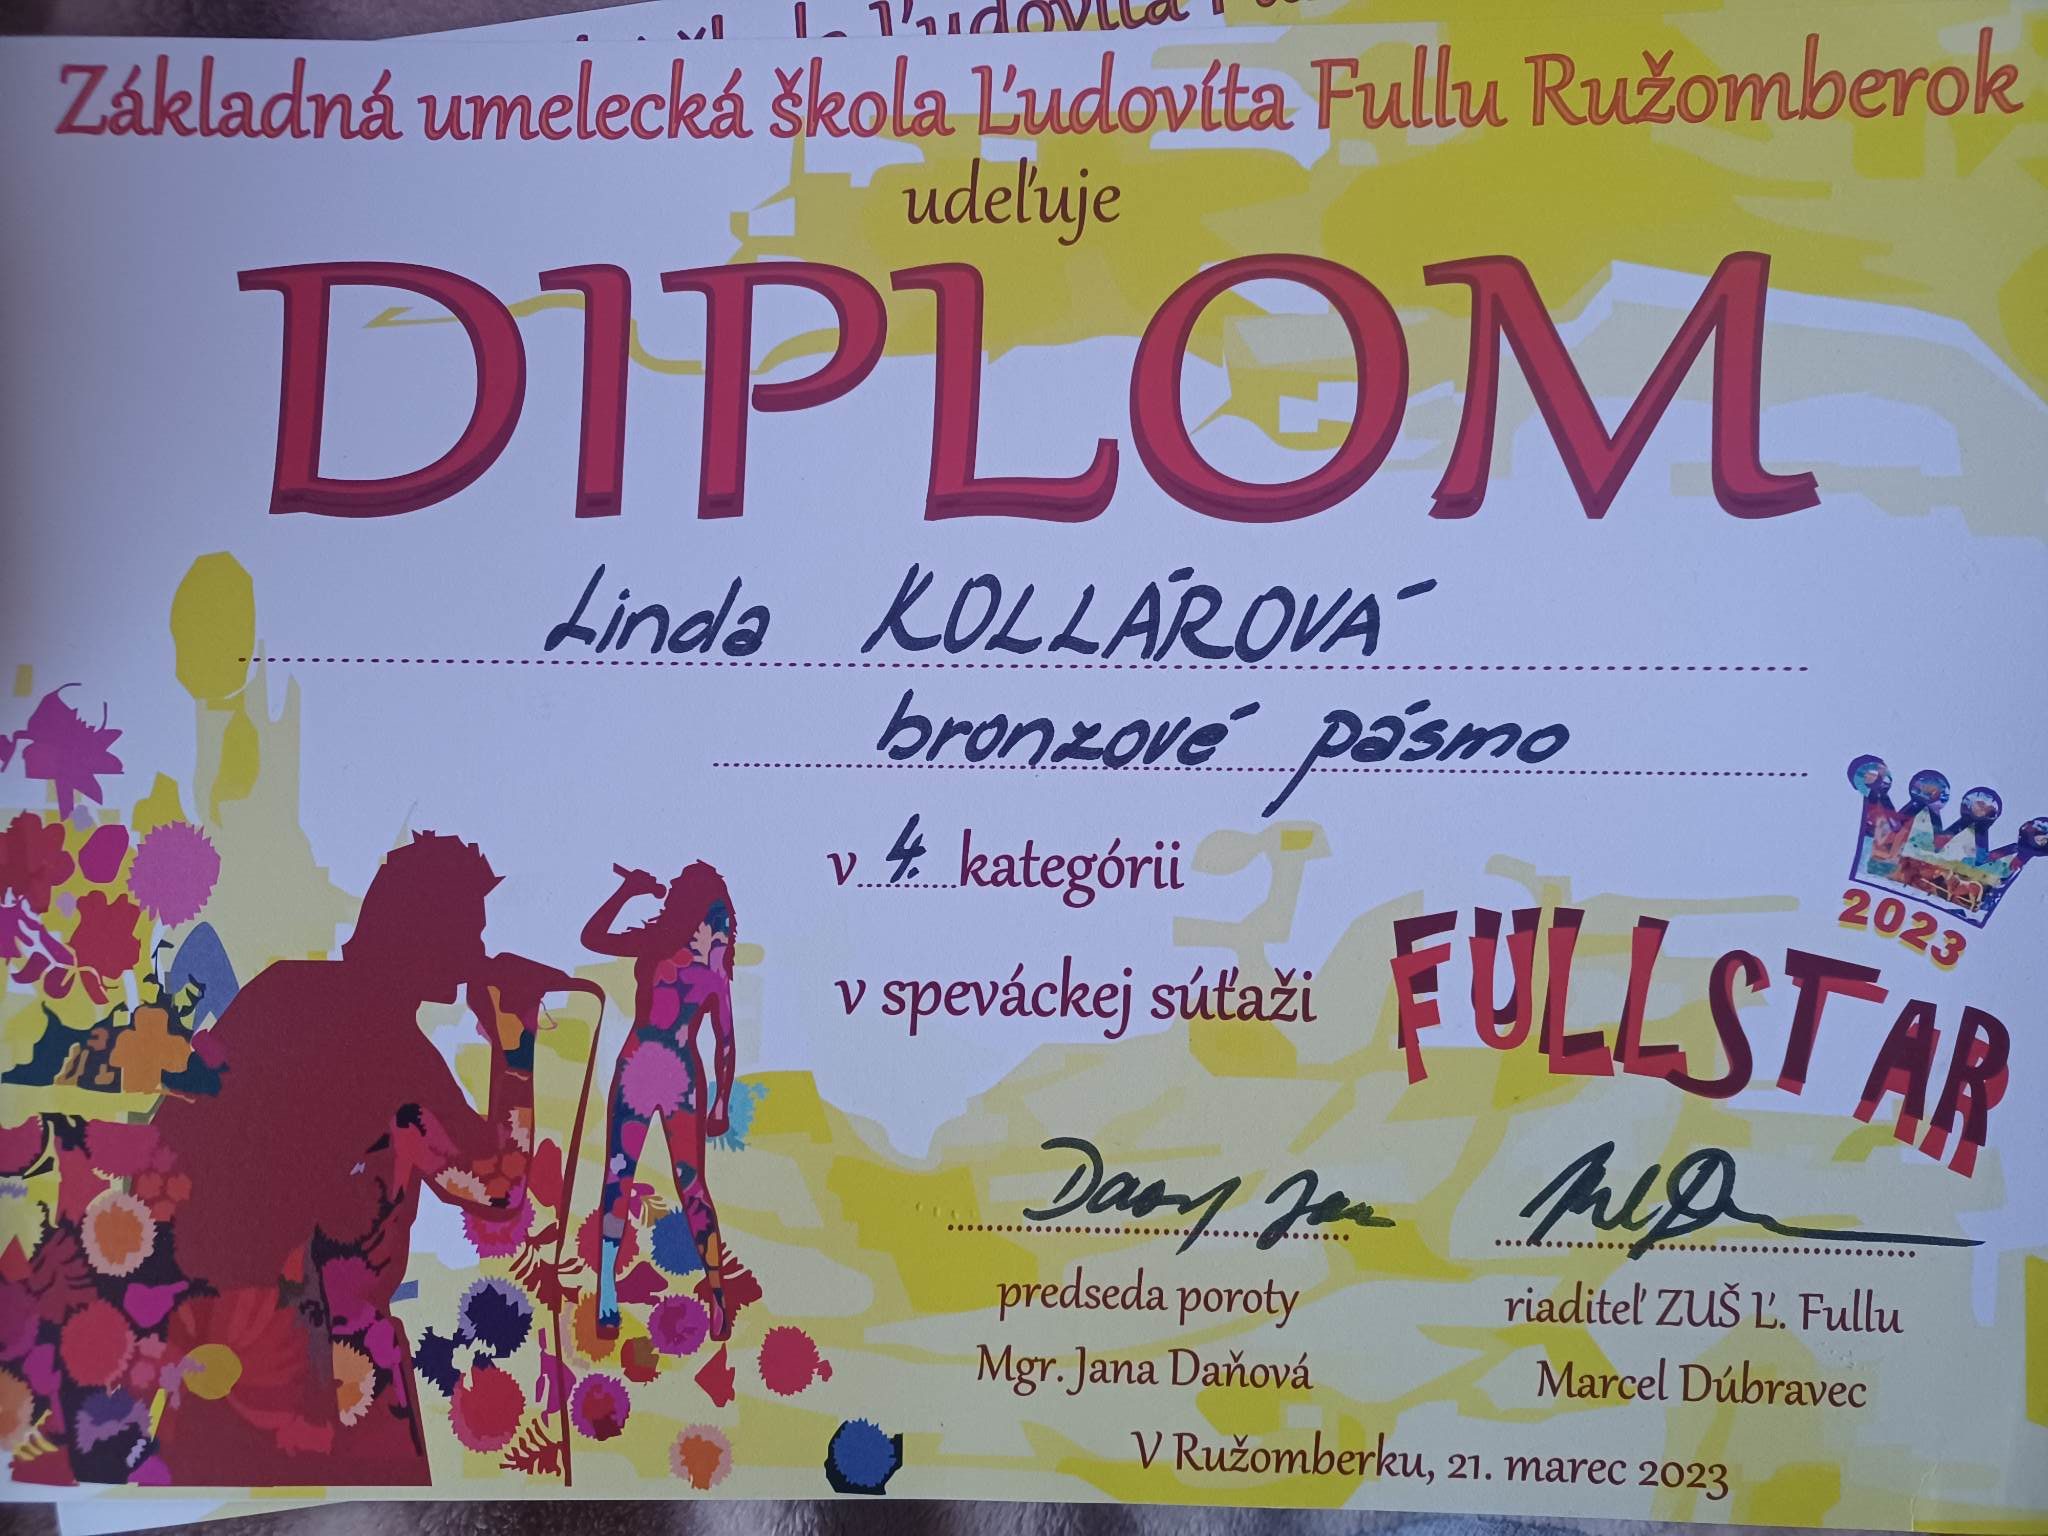 Základná umelecká škola Ľudovíta Fullu Ružomberok
udeľuje
DIPLOM
Linda KOLLÁROVÁ
bronzové pásmo
v 4. kategórii
v speváckej súťaži
FULLSTAR
2023
predseda poroty
Mgr. Jana Daňová
riaditeľ ZUŠ Ľ. Fullu
Marcel Dúbravec
V Ružomberku, 21. marec 2023